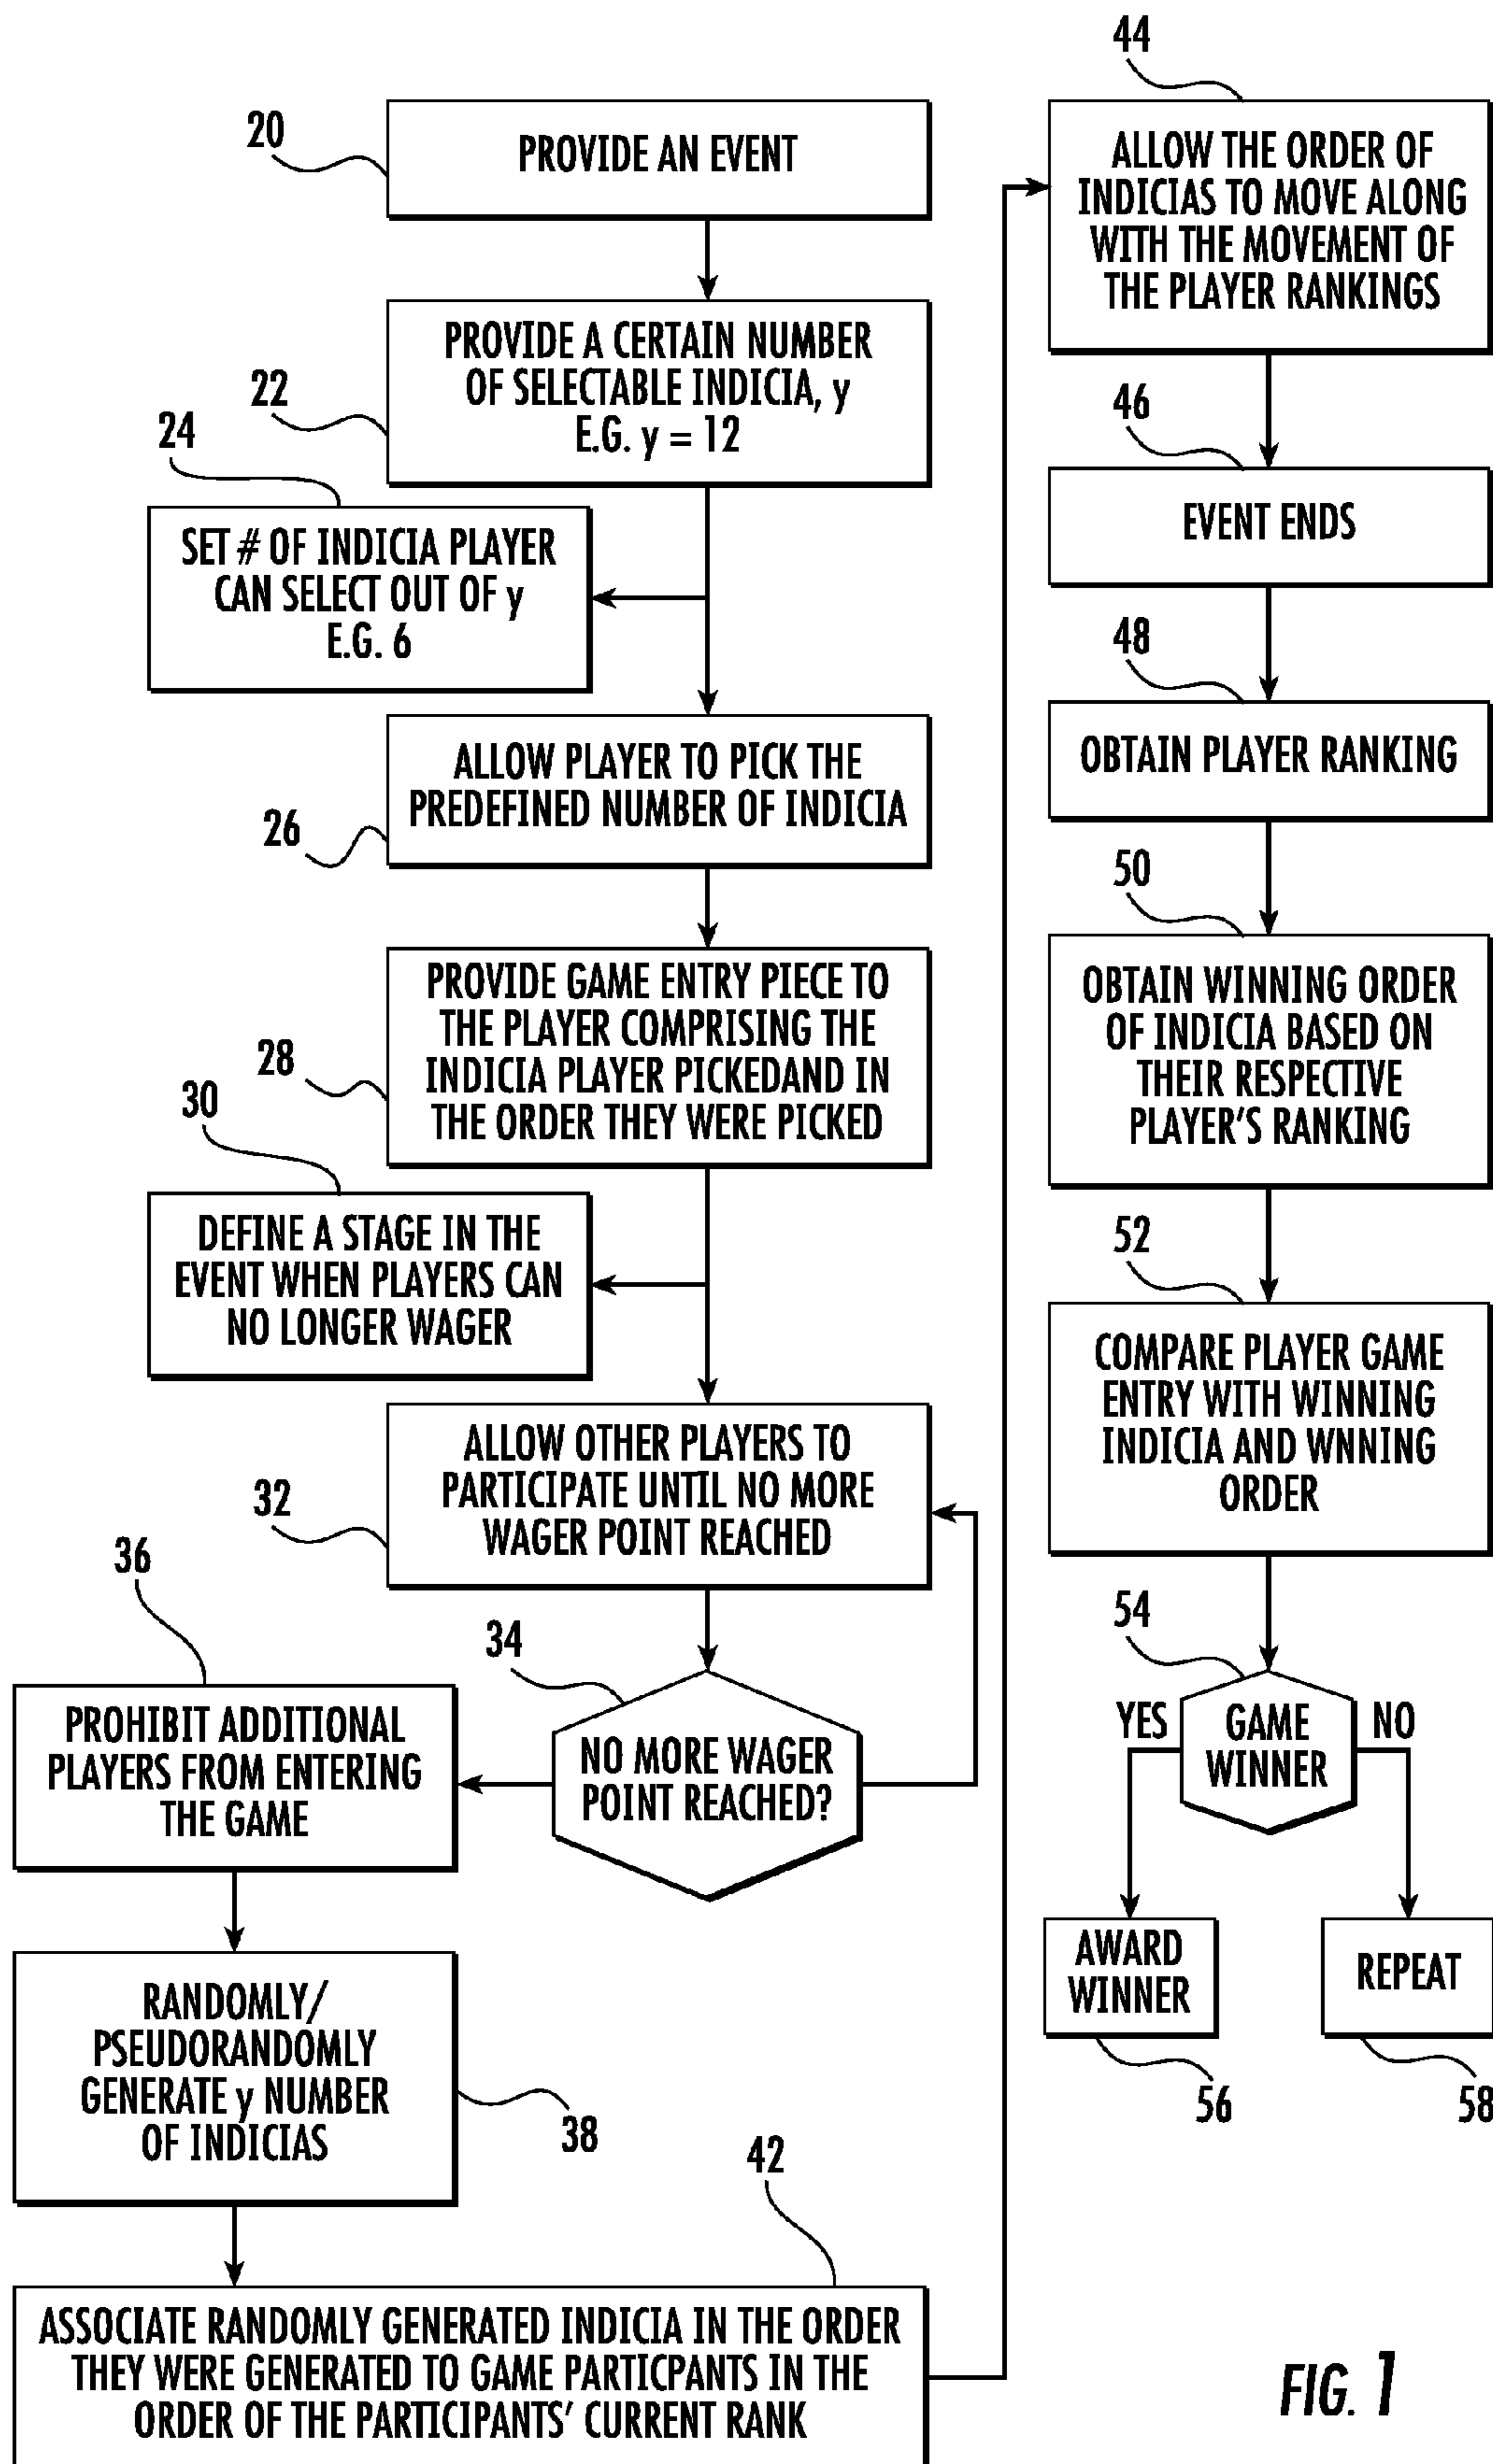 20
PROVIDE AN EVENT
22
PROVIDE A CERTAIN NUMBER
OF SELECTABLE INDICIA, y
E.G. y = 12
24
SET # OF INDICIA PLAYER
CAN SELECT OUT OF y
E.G. 6
26
ALLOW PLAYER TO PICK THE
PREDEFINED NUMBER OF INDICIA
28
PROVIDE GAME ENTRY PIECE TO
THE PLAYER COMPRISING THE
INDICIA PLAYER PICKEDAND IN
THE ORDER THEY WERE PICKED
30
DEFINE A STAGE IN THE
EVENT WHEN PLAYERS CAN
NO LONGER WAGER
32
ALLOW OTHER PLAYERS TO
PARTICIPATE UNTIL NO MORE
WAGER POINT REACHED
34
NO MORE WAGER
POINT REACHED?
36
PROHIBIT ADDITIONAL
PLAYERS FROM ENTERING
THE GAME
38
RANDOMLY/
PSEUDORANDOMLY
GENERATE y NUMBER
OF INDICIAS
42
ASSOCIATE RANDOMLY GENERATED INDICIA IN THE ORDER
THEY WERE GENERATED TO GAME PARTICPANTS IN THE
ORDER OF THE PARTICIPANTS' CURRENT RANK
44
ALLOW THE ORDER OF
INDICIAS TO MOVE ALONG
WITH THE MOVEMENT OF
THE PLAYER RANKINGS
46
EVENT ENDS
48
OBTAIN PLAYER RANKING
50
OBTAIN WINNING ORDER
OF INDICIA BASED ON
THEIR RESPECTIVE
PLAYER'S RANKING
52
COMPARE PLAYER GAME
ENTRY WITH WINNING
INDICIA AND WNNING
ORDER
54
YES
GAME
WINNER
NO
AWARD
WINNER
56
REPEAT
58
FIG. 1